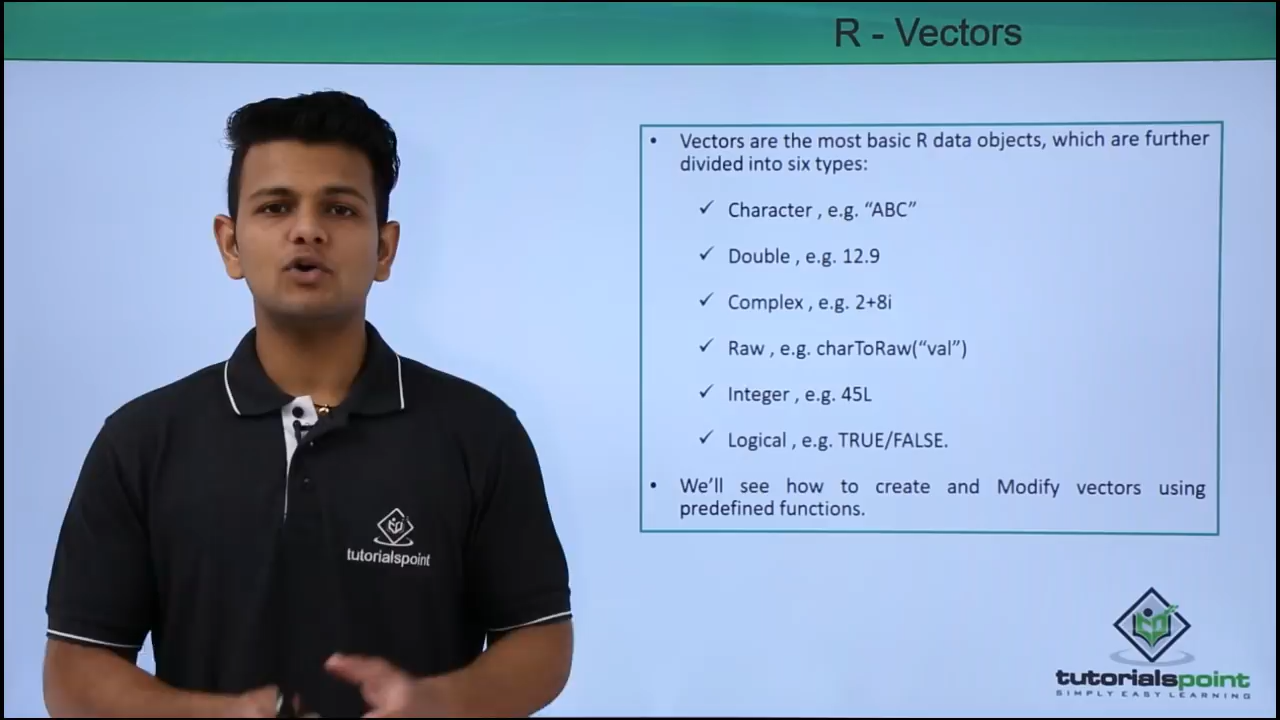 R - Vectors
• Vectors are the most basic R data objects, which are further
divided into six types:
✓ Character , e.g. “ABC”
✓ Double , e.g. 12.9
✓ Complex , e.g. 2+8i
✓ Raw , e.g. charToRaw(“val”)
✓ Integer , e.g. 45L
✓ Logical , e.g. TRUE/FALSE.
• We’ll see how to create and Modify vectors using
predefined functions.
tutorialspoint
tutorialspoint
SIMPLY EASY LEARNING